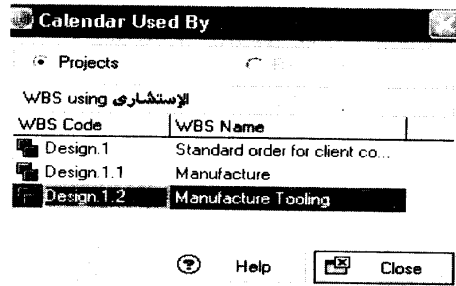 Calendar Used By
Projects
WBS using الإستشارى
WBS Code WBS Name
Design.1 Standard order for client co...
Design.1.1 Manufacture
Design.1.2 Manufacture Tooling
Help Close